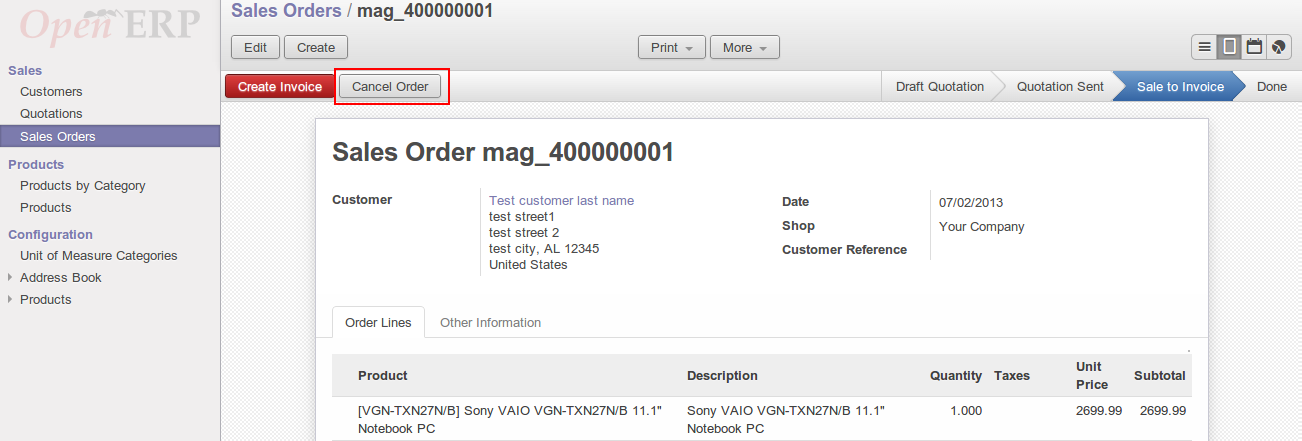 Open ERP
Sales
Customers
Quotations
Sales Orders
Products
Products by Category
Products
Configuration
Unit of Measure Categories
Address Book
Products
Sales Orders / mag_400000001
Edit Create Print More
Create Invoice Cancel Order Draft Quotation Quotation Sent Sale to Invoice Done
Sales Order mag_400000001
Customer
Test customer last name
test street1
test street 2
test city, AL 12345
United States
Date 07/02/2013
Shop Your Company
Customer Reference
Order Lines Other Information
Product Description Quantity Taxes Unit Price Subtotal
[VGN-TXN27N/B] Sony VAIO VGN-TXN27N/B 11.1" Sony VAIO VGN-TXN27N/B 11.1" 1.000 2699.99 2699.99
Notebook PC Notebook PC